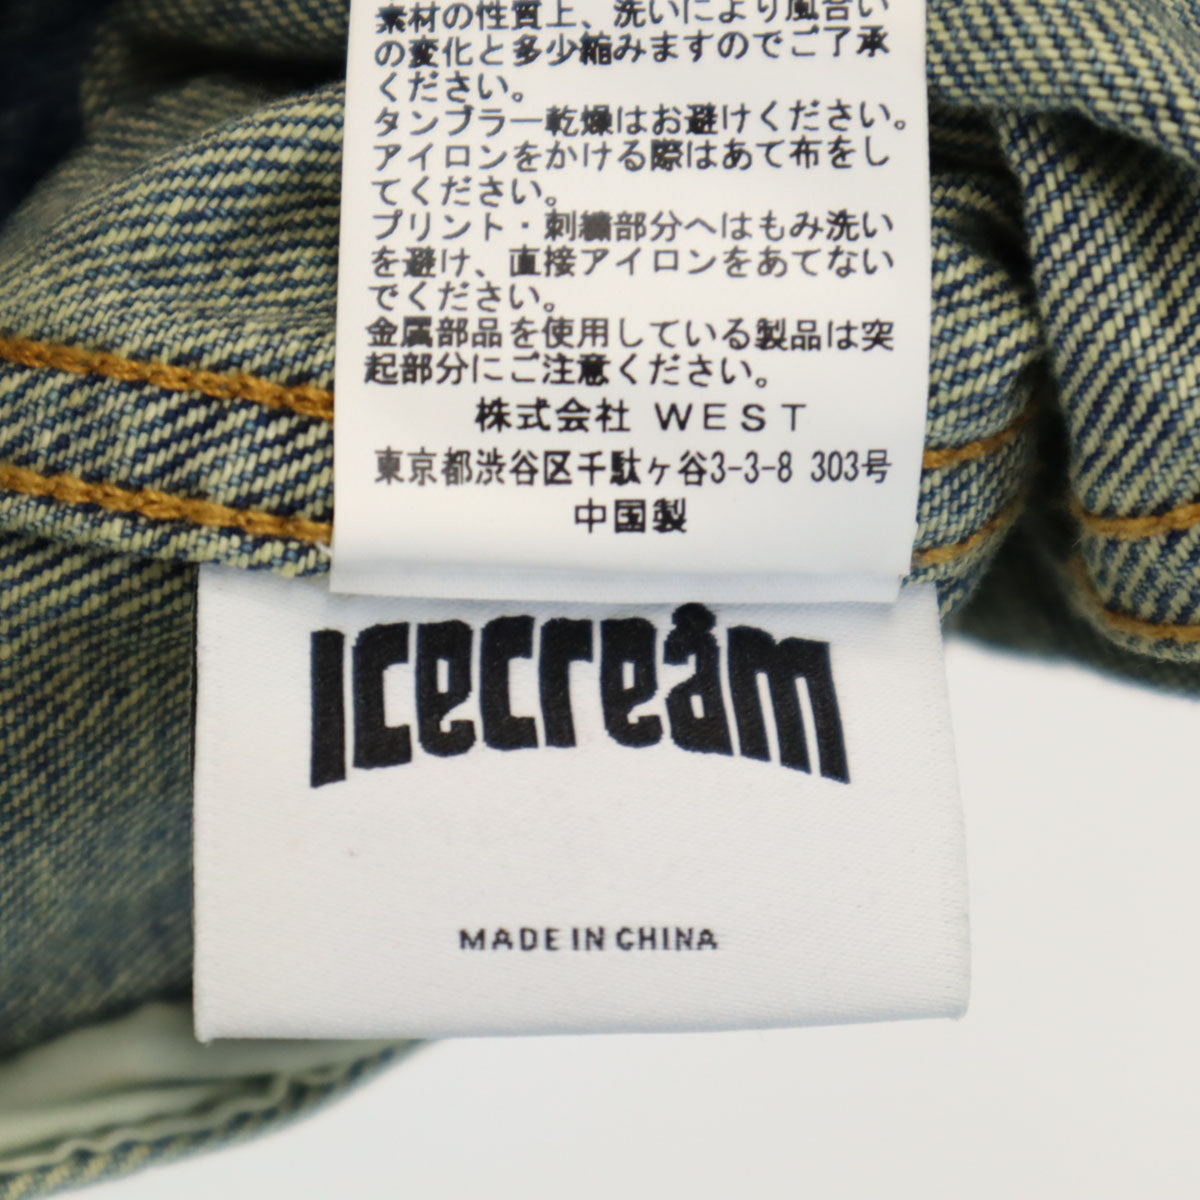 素材の性質上、洗いにより風合い
の変化と多少縮みますのでご了承
ください。
タンブラー乾燥はお避けください。
アイロンをかける際はあて布をし
てください。
プリント・刺繍部分へはもみ洗い
を避け、直接アイロンをあてない
でください。
金属部品を使用している製品は突
起部分にご注意ください。
株式会社 WEST
東京都渋谷区千駄ヶ谷3-3-8 303号
中国製
Icecream
MADE IN CHINA